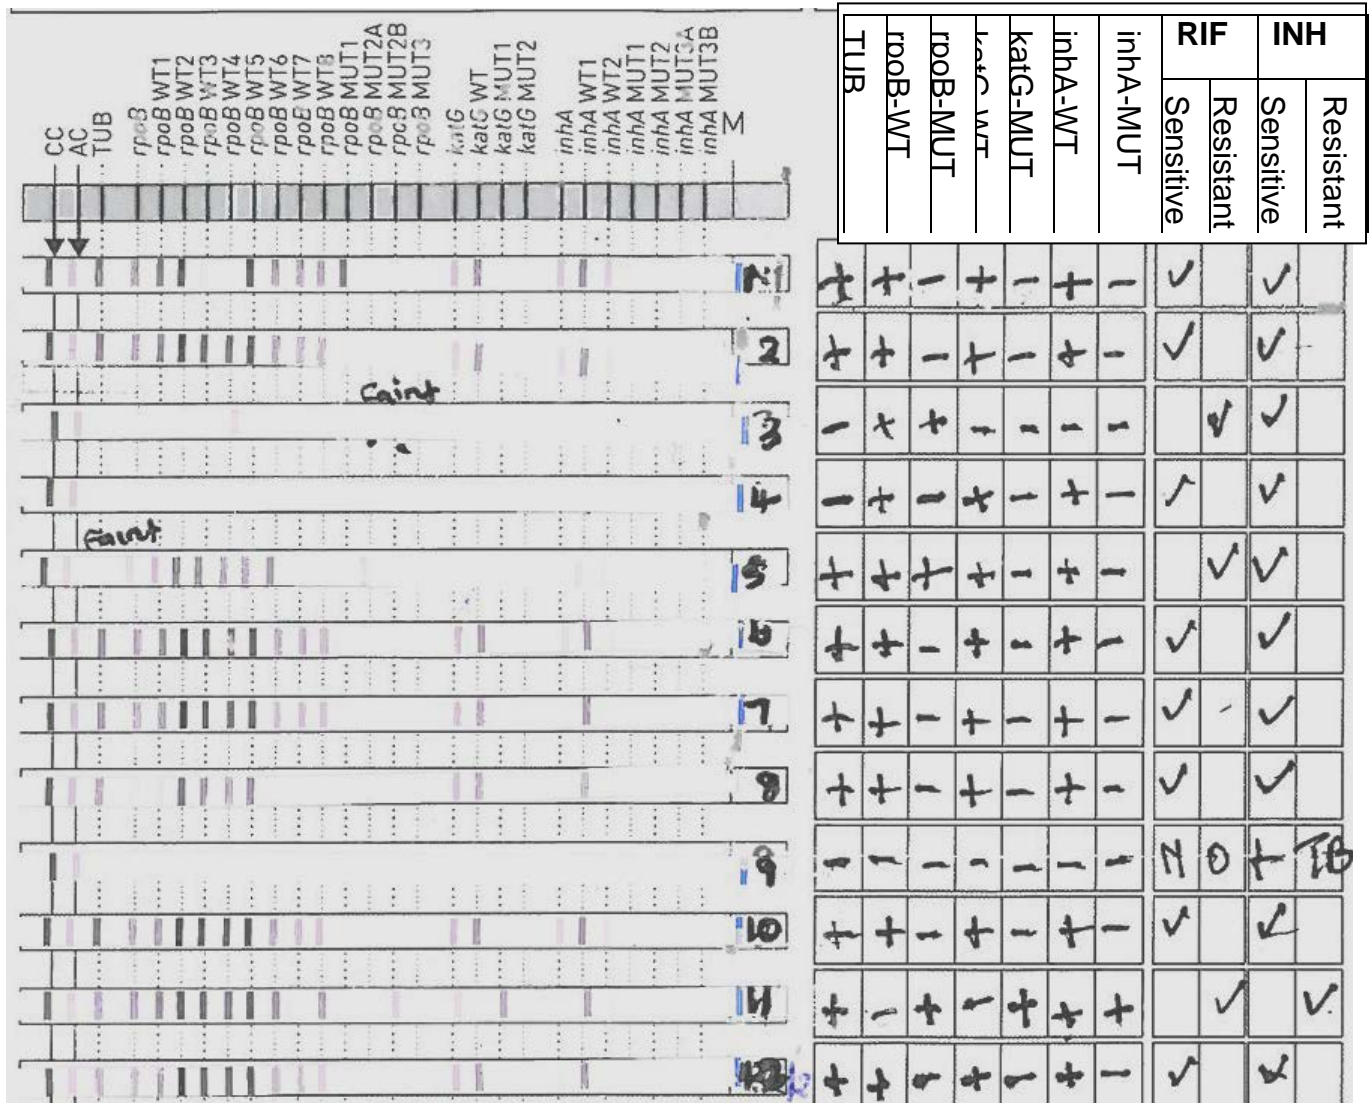 CC
AC
TUB
rpoB
rpoB WT1
rpoB WT2
rpoB WT3
rpoB WT4
rpoB WT5
rpoB WT6
rpoB WT7
rpoB WT8
rpoB MUT1
rpoB MUT2A
rpoB MUT2B
rpoB MUT3
katG
katG WT
katG MUT1
katG MUT2
inhA
inhA WT1
inhA WT2
inhA MUT1
inhA MUT2
inhA MUT3A
inhA MUT3B
M
TUB
rpoB-WT
rpoB-MUT
katG-WT
katG-MUT
inhA-WT
inhA-MUT
RIF INH
Sensitive
Resistant
Sensitive
Resistant
1 + + - + - + - ✓ ✓
2 + + - + - + - ✓ ✓
Faint
3 - + + - - - - ✓ ✓
4 - + - + - + - ✓ ✓
Faint
5 + + + + - + - ✓ ✓
6 + + - + - + - ✓ ✓
7 + + - + - + - ✓ ✓
8 + + - + - + - ✓ ✓
9 - - - - - - - N O + TB
10 + + - + - + - ✓ ✓
11 + - + - + + + ✓ ✓
+ + - + - + - ✓ ✓